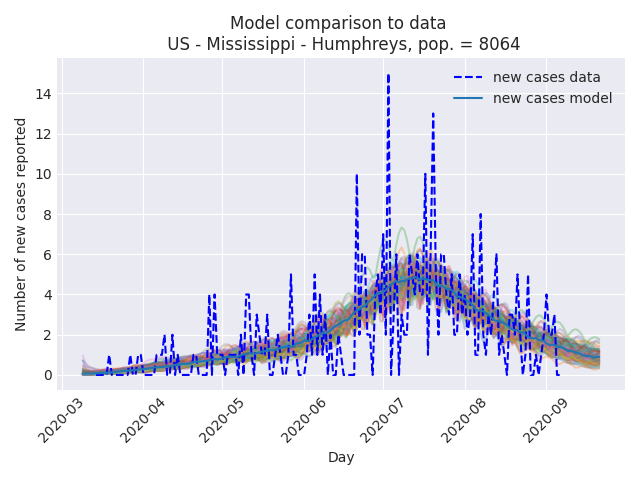 Model comparison to data
US - Mississippi - Humphreys, pop. = 8064
new cases data
new cases model
Number of new cases reported
14
12
10
8
6
4
2
0
2020-03
2020-04
2020-05
2020-06
2020-07
2020-08
2020-09
Day